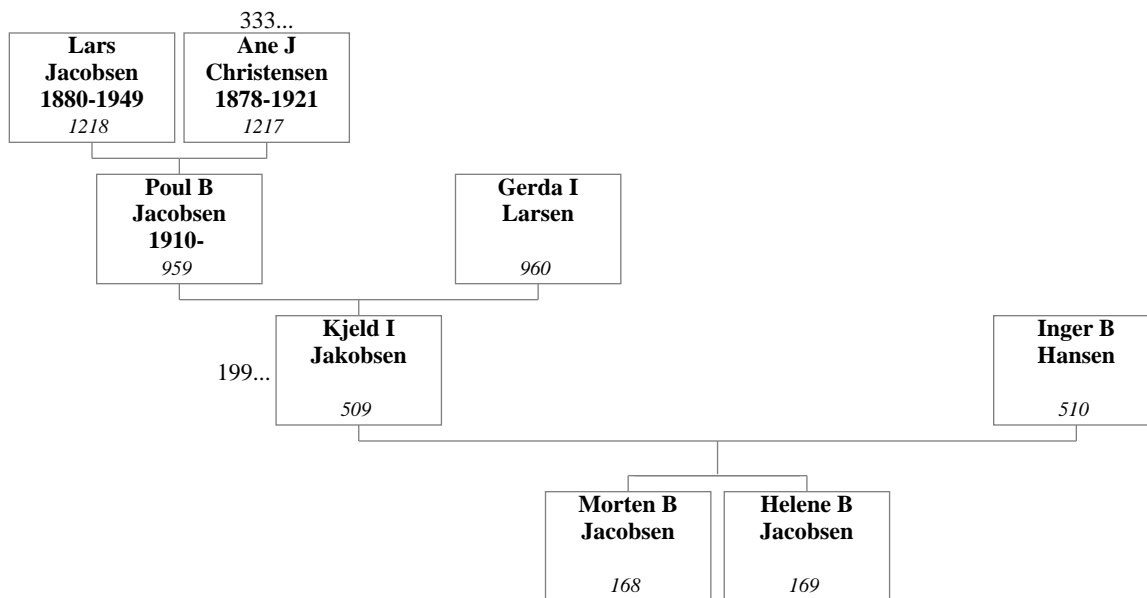 333...
Lars
Jacobsen
1880-1949
1218
Ane J
Christensen
1878-1921
1217
Poul B
Jacobsen
1910-
959
Gerda I
Larsen
960
199...
Kjeld I
Jakobsen
509
Inger B
Hansen
510
Morten B
Jacobsen
168
Helene B
Jacobsen
169